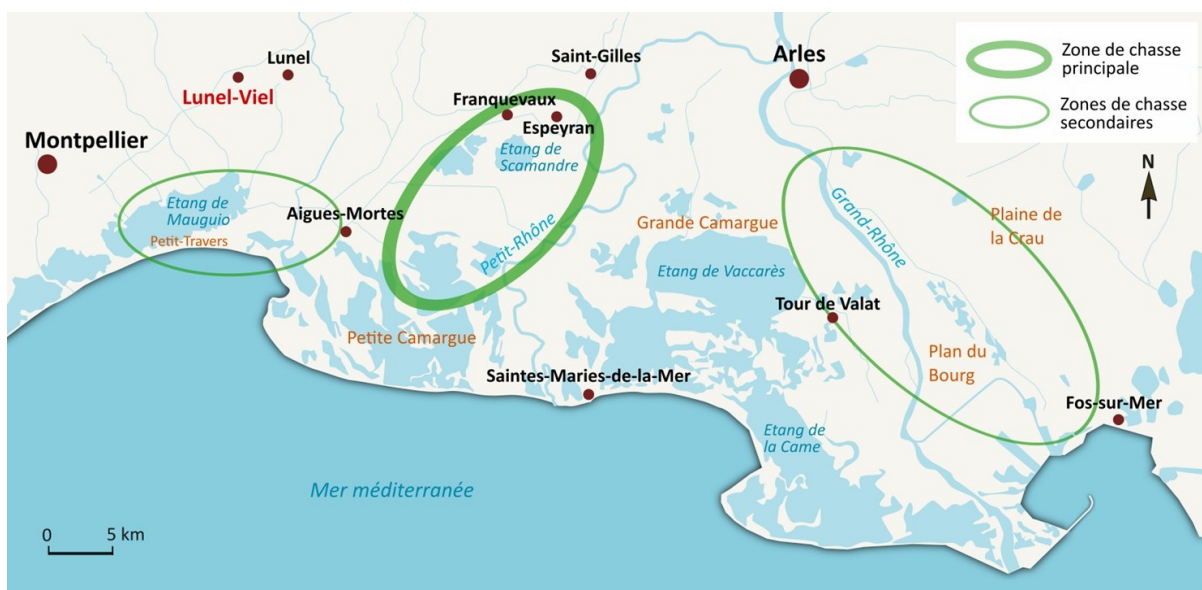 Zone de chasse
principale
Zones de chasse
secondaires
N
Arles
Saint-Gilles
Lunel
Lunel-Viel
Franquevaux
Espeyran
Montpellier
Etang de
Scamandre
Etang de
Mauguio
Petit-Travers
Aigues-Mortes
Petit-Rhône
Grande Camargue
Grand-Rhône
Plaine de
la Crau
Etang de Vaccarès
Tour de Valat
Petite Camargue
Plan du
Bourg
Saintes-Maries-de-la-Mer
Fos-sur-Mer
Etang de
la Came
Mer méditerranée
0 5 km